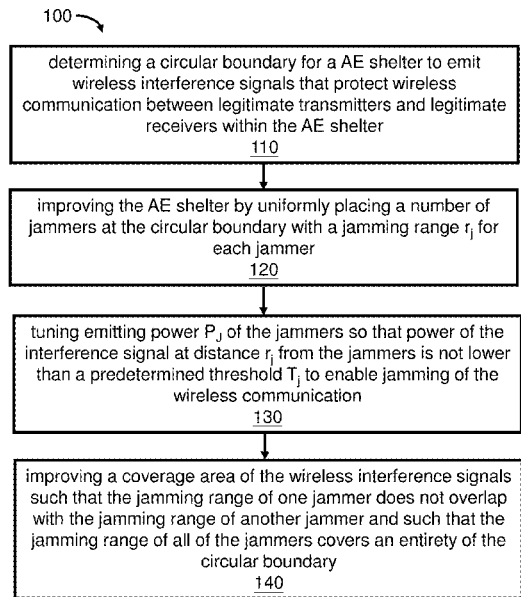 100
determining a circular boundary for a AE shelter to emit
wireless interference signals that protect wireless
communication between legitimate transmitters and legitimate
receivers within the AE shelter
110
improving the AE shelter by uniformly placing a number of
jammers at the circular boundary with a jamming range rj for
each jammer
120
tuning emitting power PJ of the jammers so that power of the
interference signal at distance rj from the jammers is not lower
than a predetermined threshold Tj to enable jamming of the
wireless communication
130
improving a coverage area of the wireless interference signals
such that the jamming range of one jammer does not overlap
with the jamming range of another jammer and such that the
jamming range of all of the jammers covers an entirety of the
circular boundary
140